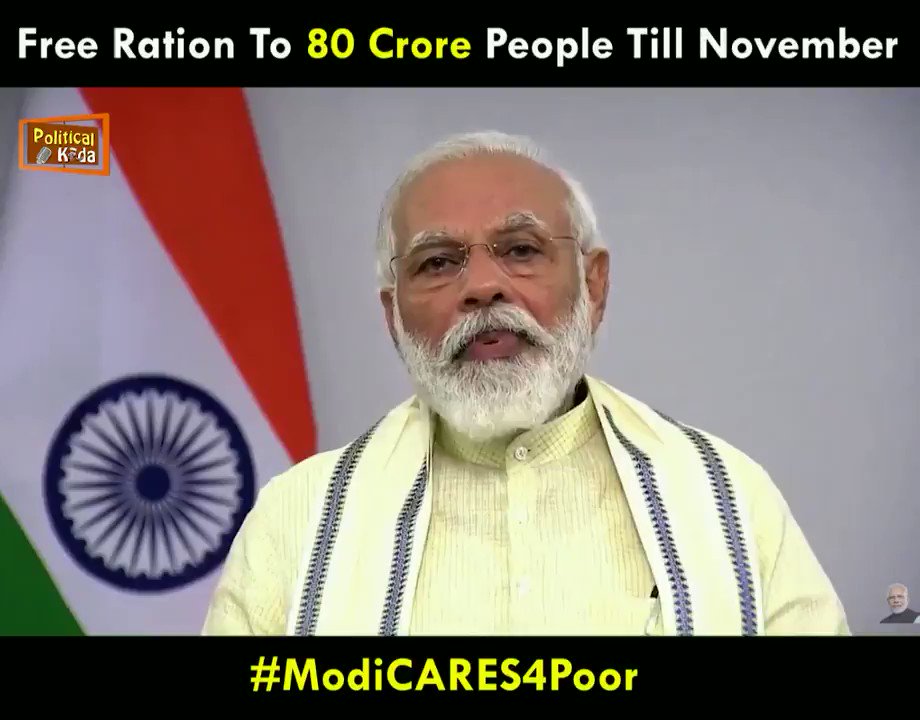 Free Ration To 80 Crore People Till November
Political
Kida
#ModiCARES4Poor